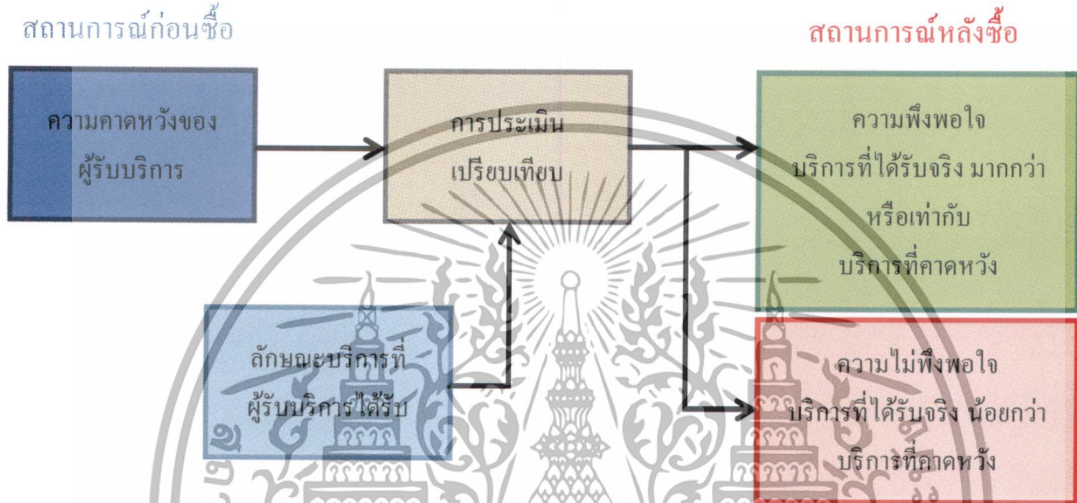 สถานการณ์ก่อนซื้อ
สถานการณ์หลังซื้อ
ความคาดหวังของ
ผู้รับบริการ
การประเมิน
เปรียบเทียบ
ความพึงพอใจ
บริการที่ได้รับจริง มากกว่า
หรือเท่ากับ
บริการที่คาดหวัง
ลักษณะบริการที่
ผู้รับบริการได้รับ
ความไม่พึงพอใจ
บริการที่ได้รับจริง น้อยกว่า
บริการที่คาดหวัง